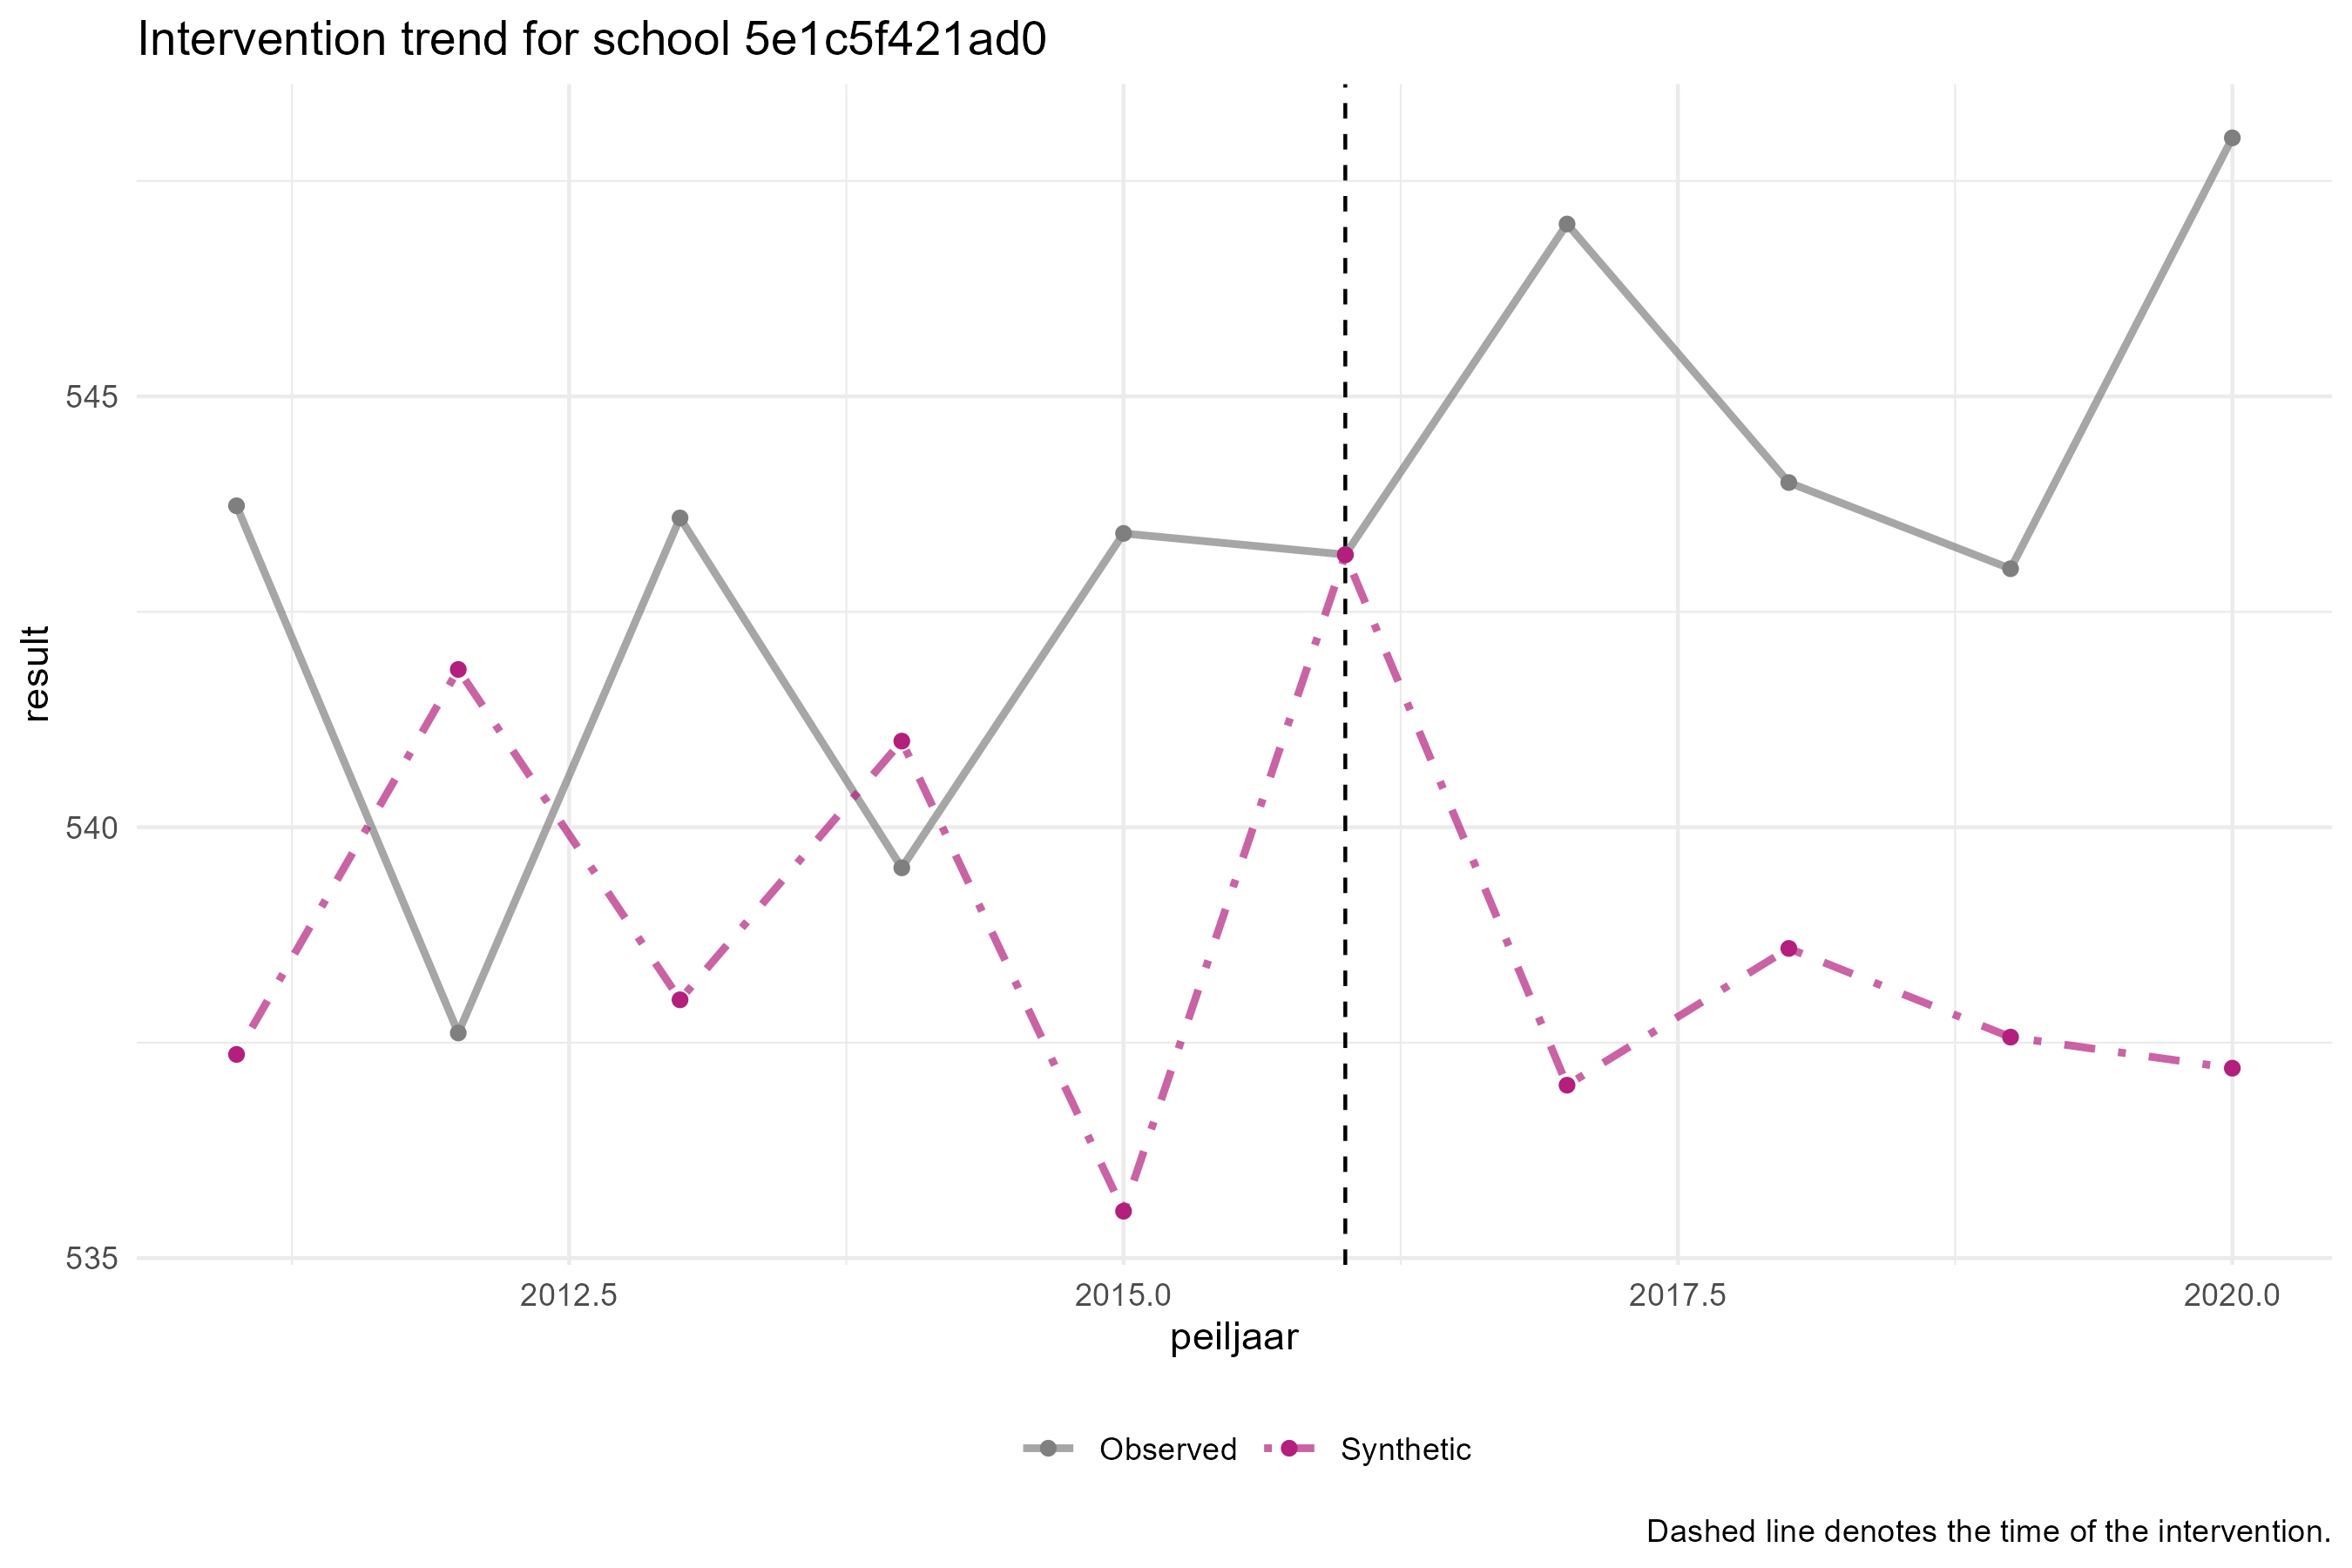 Intervention trend for school 5e1c5f421ad0
result
545
540
535
2012.5 2015.0 2017.5 2020.0
peiljaar
Observed Synthetic
Dashed line denotes the time of the intervention.